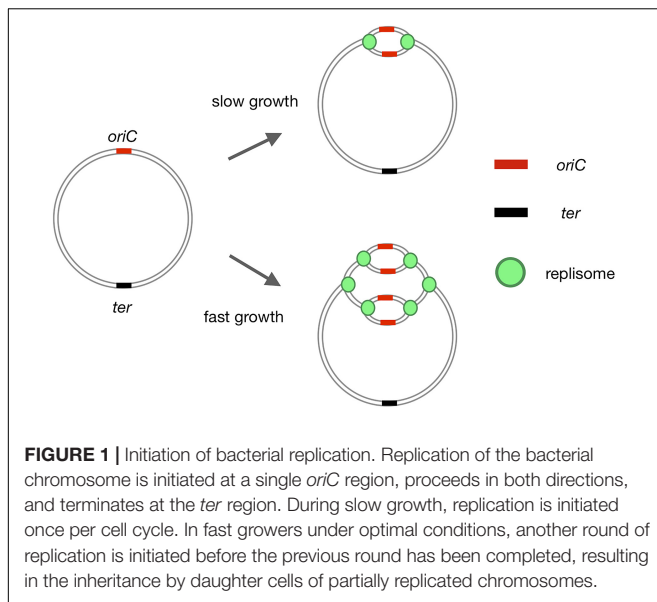 slow growth
oriC
oriC
ter
replisome
ter
fast growth
FIGURE 1 | Initiation of bacterial replication. Replication of the bacterial
chromosome is initiated at a single oriC region, proceeds in both directions,
and terminates at the ter region. During slow growth, replication is initiated
once per cell cycle. In fast growers under optimal conditions, another round of
replication is initiated before the previous round has been completed, resulting
in the inheritance by daughter cells of partially replicated chromosomes.